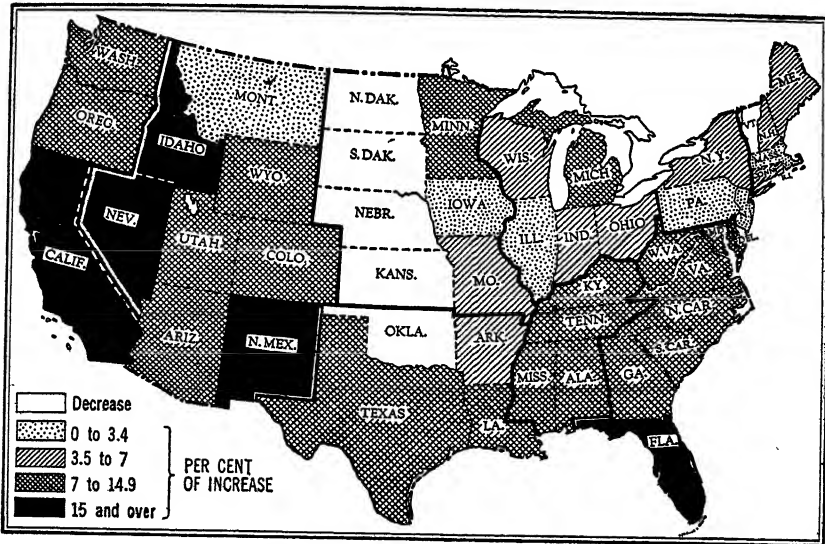 WASH.
OREG.
CALIF.
NEV.
IDAHO
MONT.
WYO.
UTAH
COLO.
ARIZ
N. MEX.
N. DAK.
S. DAK.
NEBR.
KANS.
OKLA.
TEXAS
MINN.
IOWA
MO.
ARK.
LA.
WIS.
ILL.
MICH
IND.
OHIO
KY.
TENN.
MISS.
ALA.
GA.
FLA.
S. CAR.
N. CAR.
VA.
W. VA.
PA.
N.Y.
VT.
N.H.
MASS.
ME.
Decrease
0 to 3.4
3.5 to 7
7 to 14.9
15 and over
PER CENT
OF INCREASE